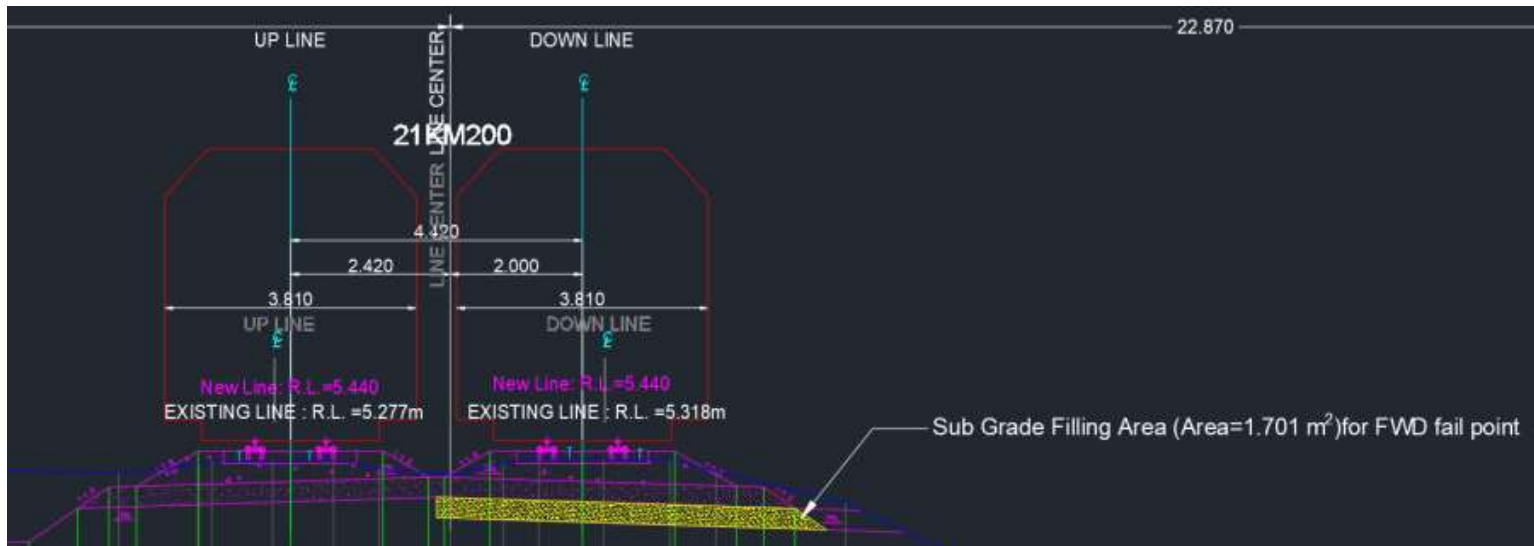 22.870
UP LINE
DOWN LINE
LINE CENTER
21KM200
LINE CENTER
4.420
2.420
2.000
3.810
3.810
UP LINE
DOWN LINE
New Line: R.L.=5.440
New Line: R.L.=5.440
EXISTING LINE : R.L. =5.277m
EXISTING LINE : R.L. =5.318m
Sub Grade Filling Area (Area=1.701 m²)for FWD fail point